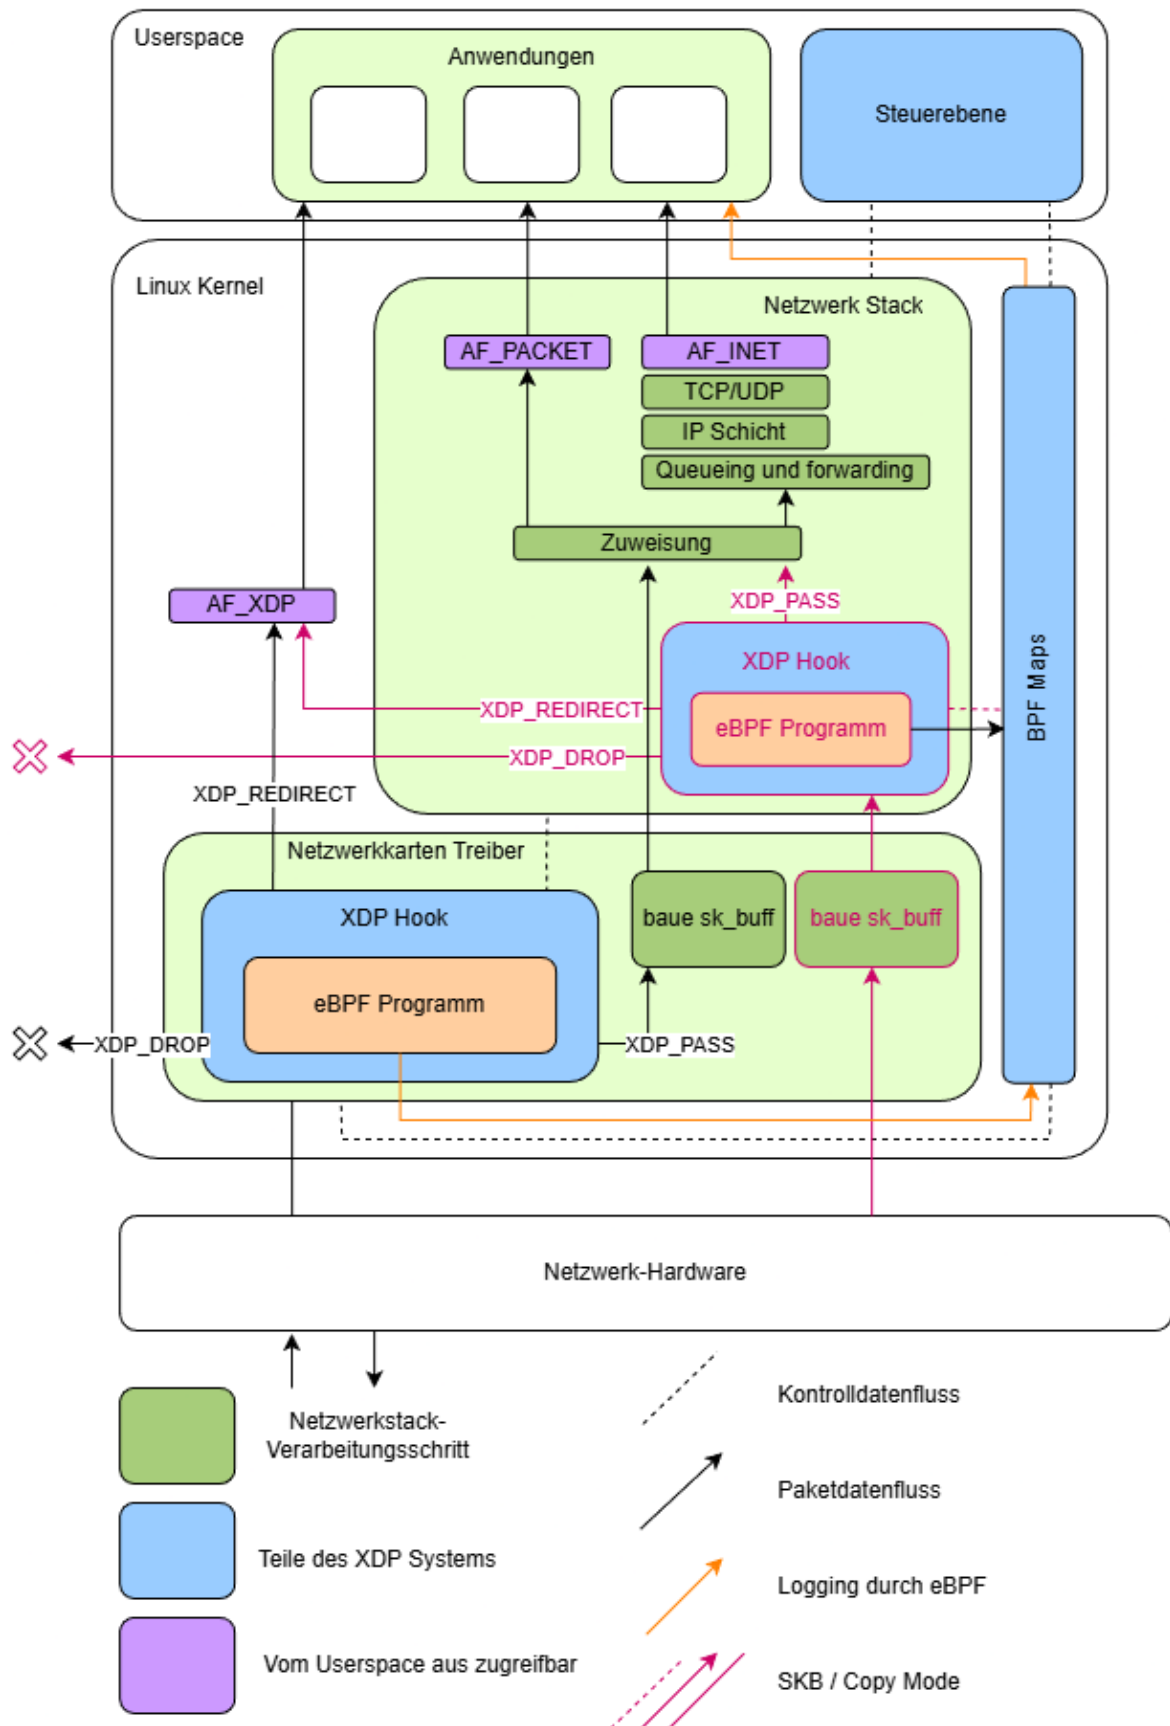 Userspace
Anwendungen
Steuerebene
Linux Kernel
Netzwerk Stack
AF_PACKET
AF_INET
TCP/UDP
IP Schicht
Queueing und forwarding
Zuweisung
AF_XDP
XDP_PASS
XDP Hook
XDP_REDIRECT
eBPF Programm
XDP_DROP
BPF Maps
XDP_REDIRECT
Netzwerkkarten Treiber
XDP Hook
baue sk_buff
baue sk_buff
eBPF Programm
XDP_DROP
XDP_PASS
Netzwerk-Hardware
Netzwerkstack-
Verarbeitungsschritt
Teile des XDP Systems
Vom Userspace aus zugreifbar
Kontrolldatenfluss
Paketdatenfluss
Logging durch eBPF
SKB / Copy Mode